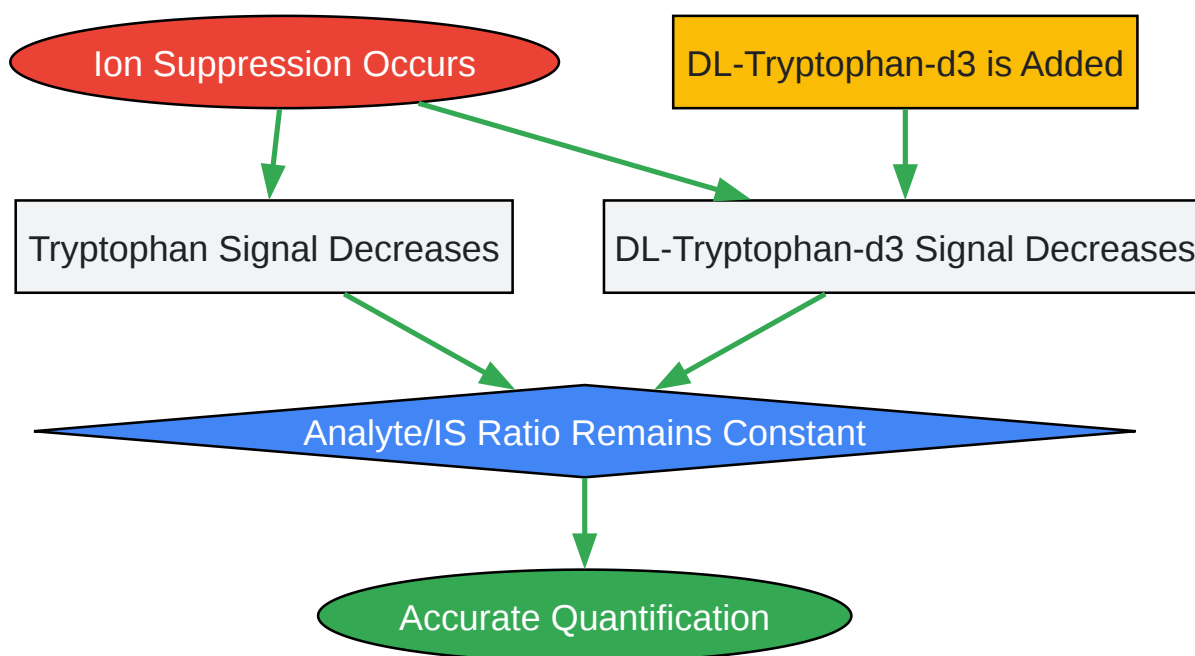 Ion Suppression Occurs
DL-Tryptophan-d3 is Added
Tryptophan Signal Decreases
DL-Tryptophan-d3 Signal Decreases
Analyte/IS Ratio Remains Constant
Accurate Quantification